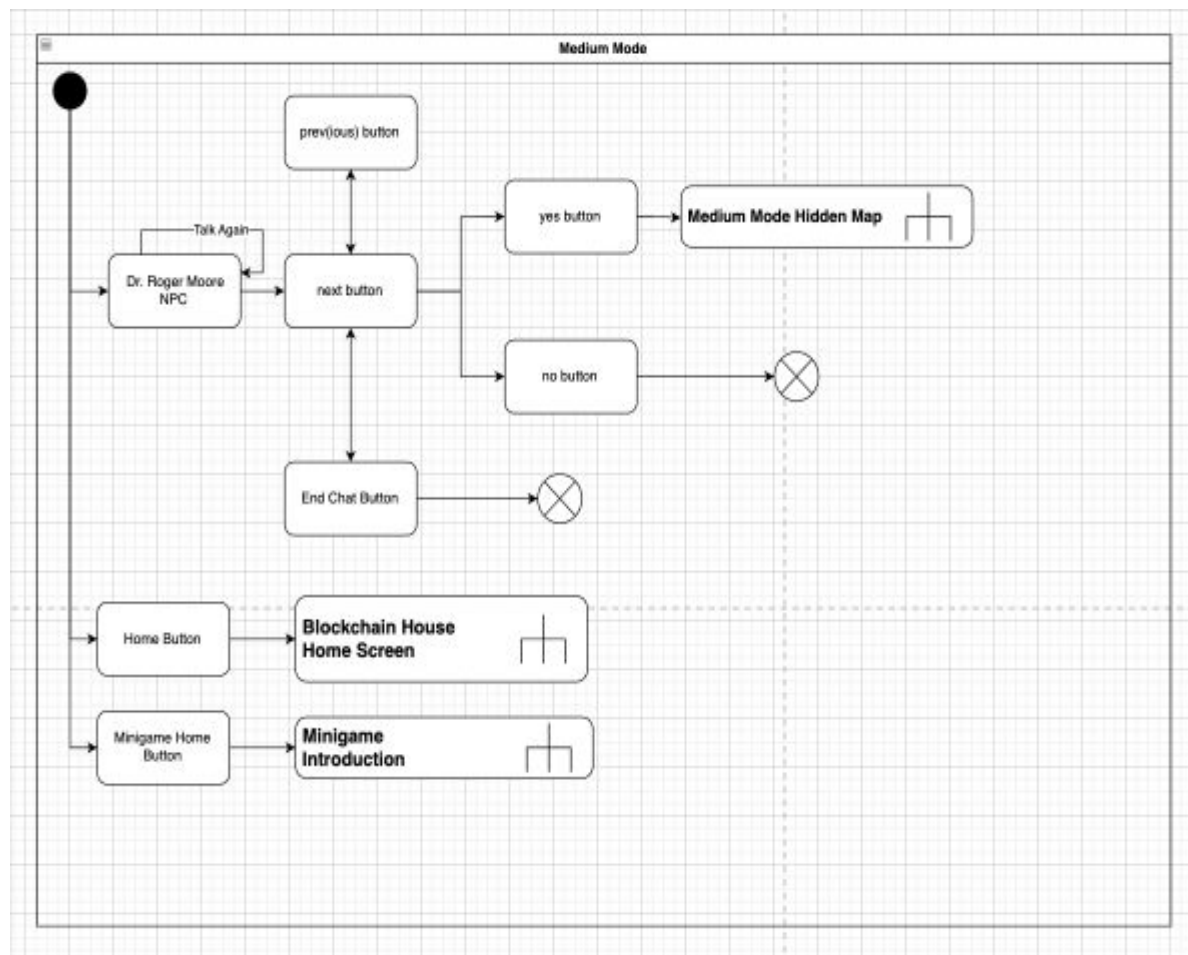 Medium Mode
prev(ious) button
yes button
Medium Mode Hidden Map
Talk Again
Dr. Roger Moore
NPC
next button
no button
End Chat Button
Home Button
Blockchain House
Home Screen
Minigame Home
Button
Minigame
Introduction